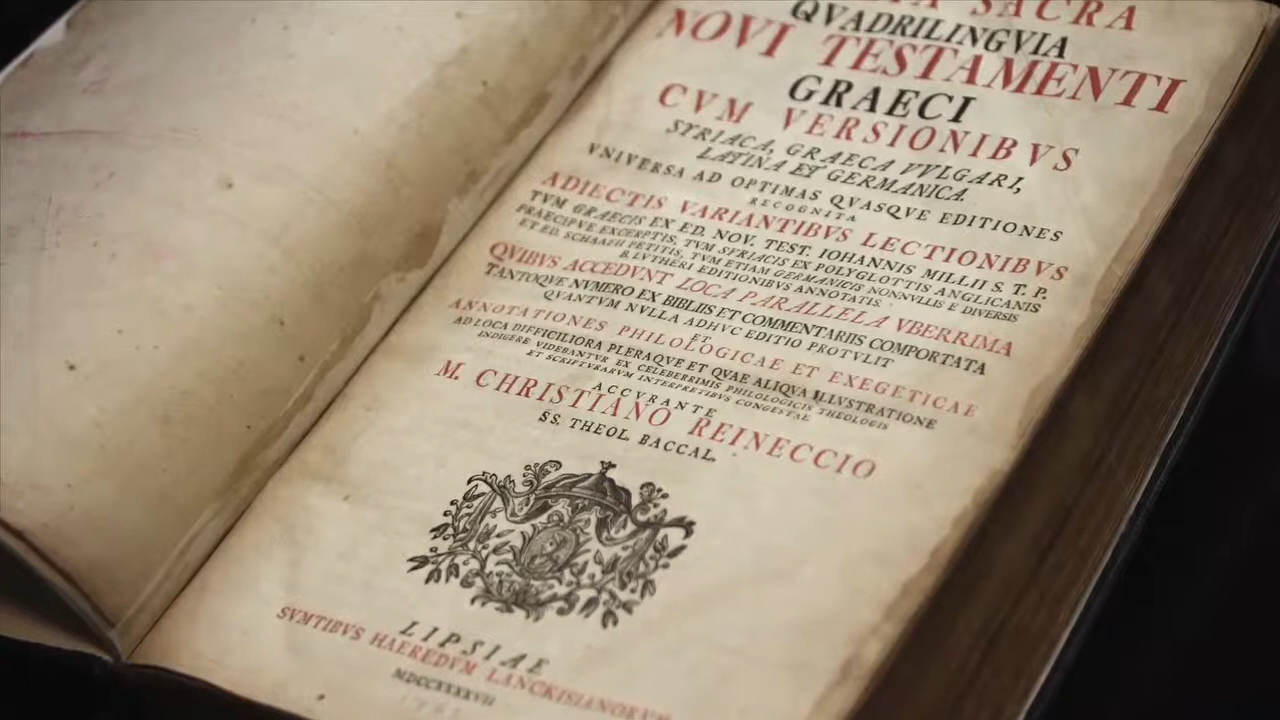 SACRA
QVADRILINGVIA
NOVI TESTAMENTI
GRAECI
CVM VERSIONIBVS
SYRIACA, GRAECA VVLGARI,
LATINA ET GERMANICA
VNIVERSA AD OPTIMAS QVASQVE EDITIONES
RECOGNITA
ADIECTIS VARIANTIBVS LECTIONIBVS
TVM GRAECIS EX ED. NOV. TEST. IOHANNIS MILLII S. T. P.
PRAECIPVE EXCERPTIS, TVM SYRIACIS EX POLYGLOTTIS ANGLICANIS
ET ED. SCHAAFII PETITIS, TVM ETIAM GERMANICIS NONNVLLIS E DIVERSIS
B. LVTHERI EDITIONIBVS ANNOTATIS.
QVIBVS ACCEDVNT LOCA PARALLELA VBERRIMA
TANTOQVE NVMERO EX BIBLIIS ET COMMENTARIIS COMPORTATA
QVANTVM NVLLA ADHVC EDITIO PROTVLIT
ET
ANNOTATIONES PHILOLOGICAE ET EXEGETICAE
AD LOCA DIFFICILIORA PLERAQVE ET QVAE ALIQVA ILLVSTRATIONE
INDIGERE VIDEBANTVR EX CELEBERRIMIS PHILOLOGICIS THEOLOGIS
ET SCRIPTVRARVM INTERPRETIBVS CONGESTAE
ACCVRANTE
M. CHRISTIANO REINECCIO
SS. THEOL. BACCAL.
LIPSIAE
SVMTIBVS HAEREDVM LANCKISIANORVM
MDCCXXXXVII